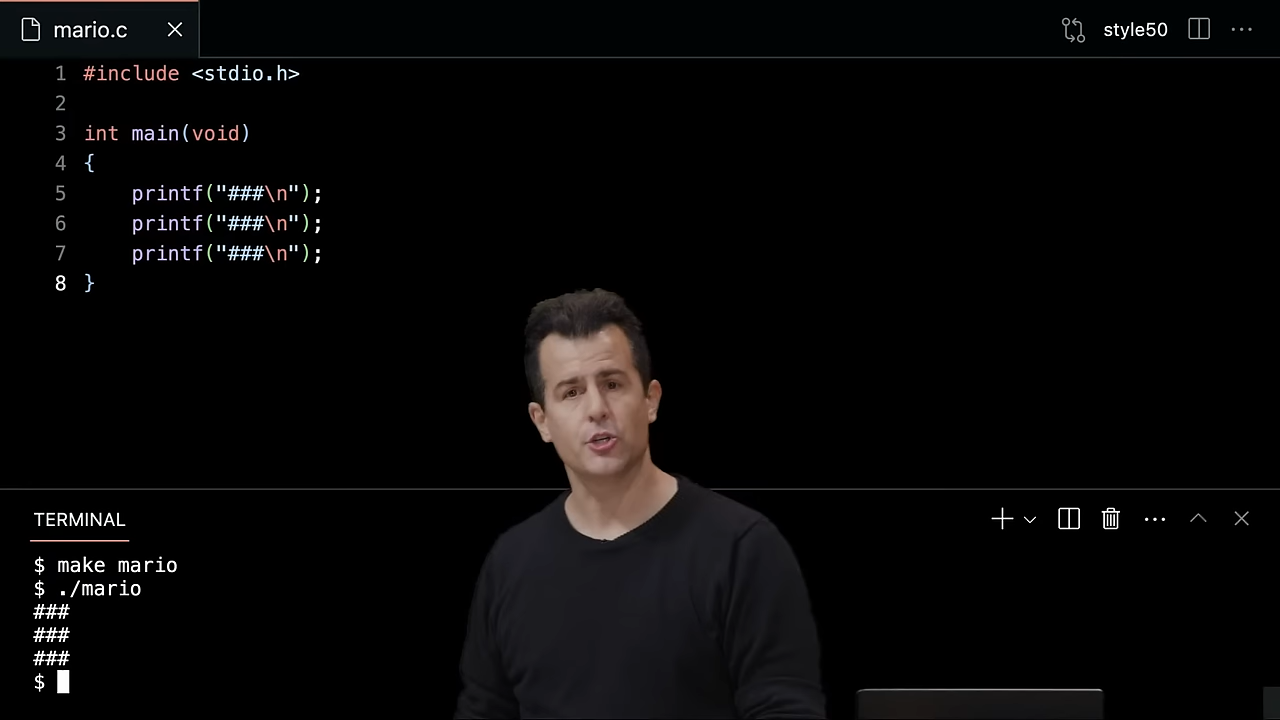 mario.c
style50
1 #include <stdio.h>
2
3 int main(void)
4 {
5     printf("###\n");
6     printf("###\n");
7     printf("###\n");
8 }
TERMINAL
$ make mario
$ ./mario
###
###
###
$